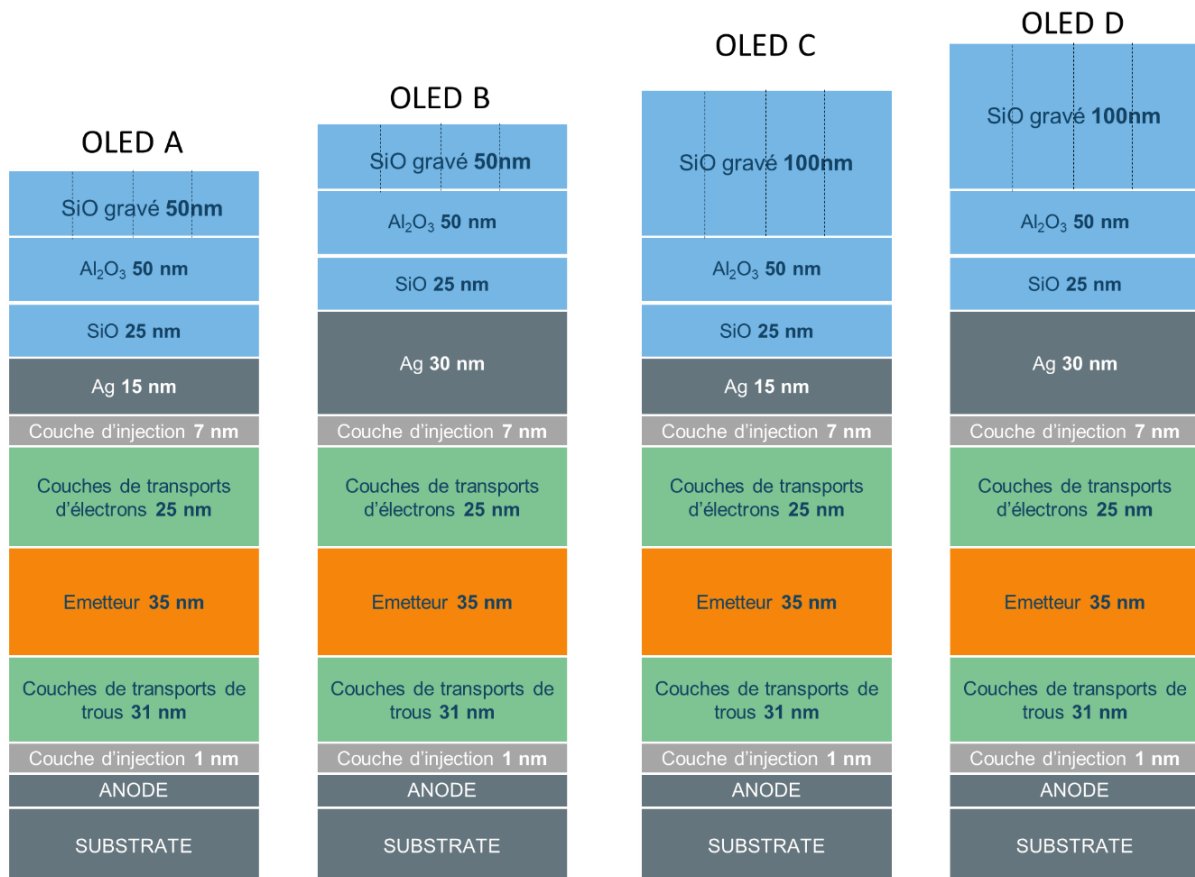 OLED A
SiO gravé 50nm
Al₂O₃ 50 nm
SiO 25 nm
Ag 15 nm
Couche d'injection 7 nm
Couches de transports
d'électrons 25 nm
Emetteur 35 nm
Couches de transports de
trous 31 nm
Couche d'injection 1 nm
ANODE
SUBSTRATE
OLED B
SiO gravé 50nm
Al₂O₃ 50 nm
SiO 25 nm
Ag 30 nm
Couche d'injection 7 nm
Couches de transports
d'électrons 25 nm
Emetteur 35 nm
Couches de transports de
trous 31 nm
Couche d'injection 1 nm
ANODE
SUBSTRATE
OLED C
SiO gravé 100nm
Al₂O₃ 50 nm
SiO 25 nm
Ag 15 nm
Couche d'injection 7 nm
Couches de transports
d'électrons 25 nm
Emetteur 35 nm
Couches de transports de
trous 31 nm
Couche d'injection 1 nm
ANODE
SUBSTRATE
OLED D
SiO gravé 100nm
Al₂O₃ 50 nm
SiO 25 nm
Ag 30 nm
Couche d'injection 7 nm
Couches de transports
d'électrons 25 nm
Emetteur 35 nm
Couches de transports de
trous 31 nm
Couche d'injection 1 nm
ANODE
SUBSTRATE